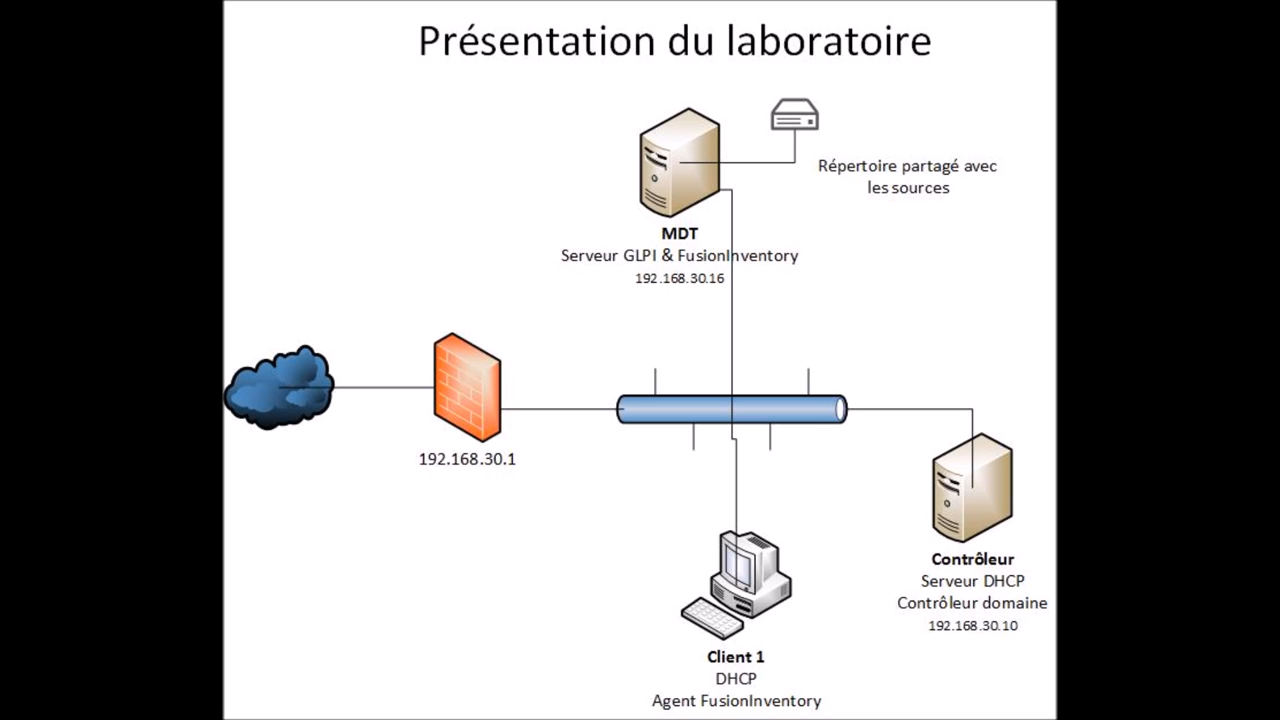 Présentation du laboratoire
Répertoire partagé avec
les sources
MDT
Serveur GLPI & FusionInventory
192.168.30.16
192.168.30.1
Contrôleur
Serveur DHCP
Contrôleur domaine
192.168.30.10
Client 1
DHCP
Agent FusionInventory